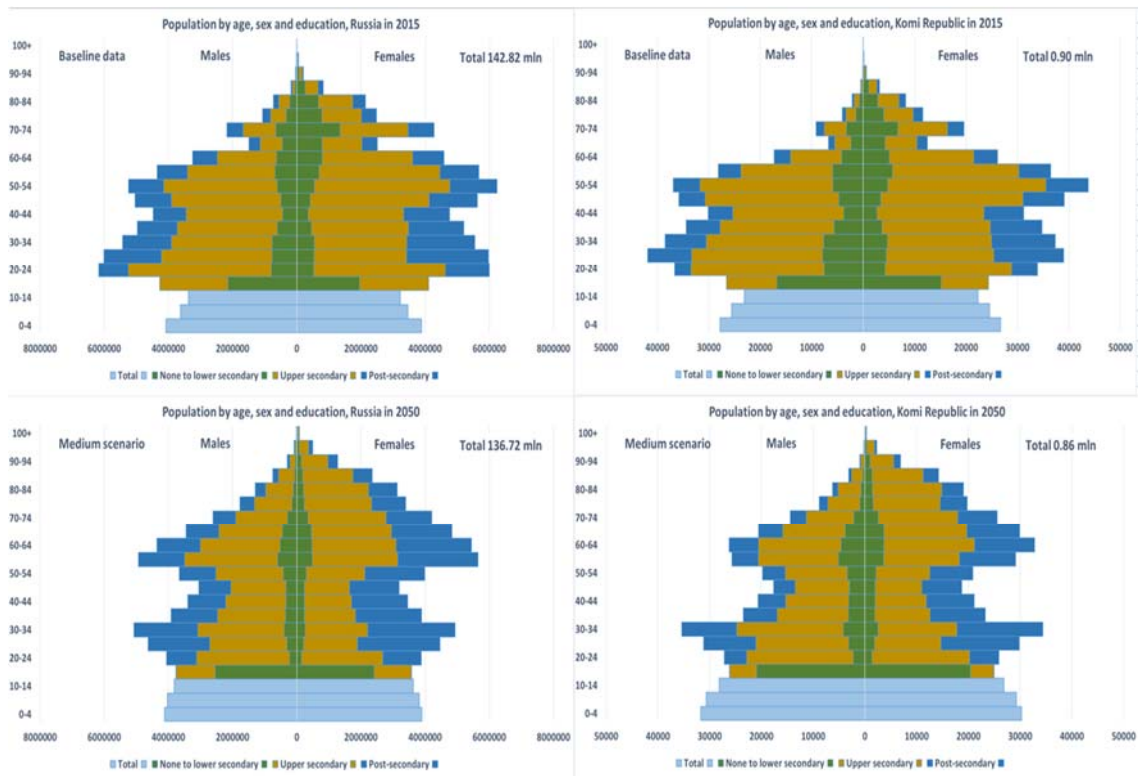 Population by age, sex and education, Russia in 2015
100+
Baseline data Males Females Total 142.82 mln
90-94
80-84
70-74
60-64
50-54
40-44
30-34
20-24
10-14
0-4
8000000 6000000 4000000 2000000 0 2000000 4000000 6000000 8000000
Total None to lower secondary Upper secondary Post-secondary
Population by age, sex and education, Komi Republic in 2015
100+
Baseline data Males Females Total 0.90 mln
90-94
80-84
70-74
60-64
50-54
40-44
30-34
20-24
10-14
0-4
50000 40000 30000 20000 10000 0 10000 20000 30000 40000 50000
Total None to lower secondary Upper secondary Post-secondary
Population by age, sex and education, Russia in 2050
100+
Medium scenario Males Females Total 136.72 mln
90-94
80-84
70-74
60-64
50-54
40-44
30-34
20-24
10-14
0-4
8000000 6000000 4000000 2000000 0 2000000 4000000 6000000 8000000
Total None to lower secondary Upper secondary Post-secondary
Population by age, sex and education, Komi Republic in 2050
100+
Medium scenario Males Females Total 0.86 mln
90-94
80-84
70-74
60-64
50-54
40-44
30-34
20-24
10-14
0-4
50000 40000 30000 20000 10000 0 10000 20000 30000 40000 50000
Total None to lower secondary Upper secondary Post-secondary